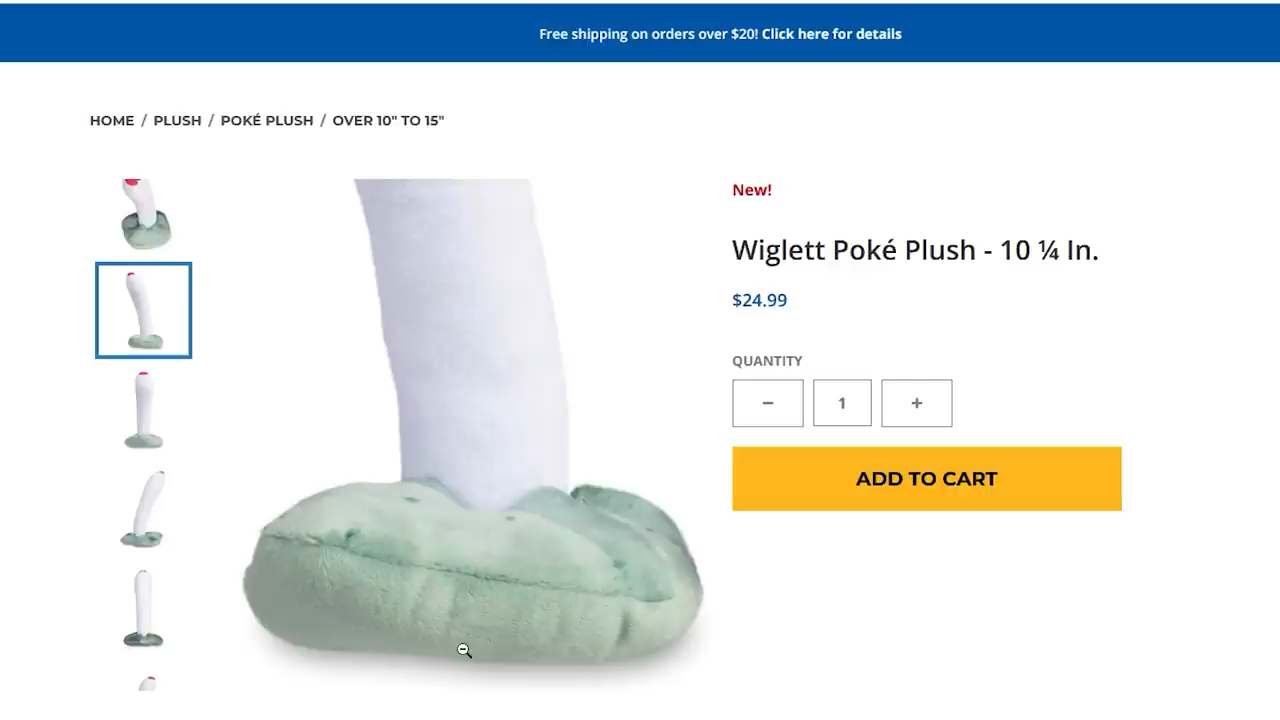 Free shipping on orders over $20! Click here for details
HOME / PLUSH / POKÉ PLUSH / OVER 10" TO 15"
New!
Wiglett Poké Plush - 10 ¼ In.
$24.99
QUANTITY
− 1 +
ADD TO CART